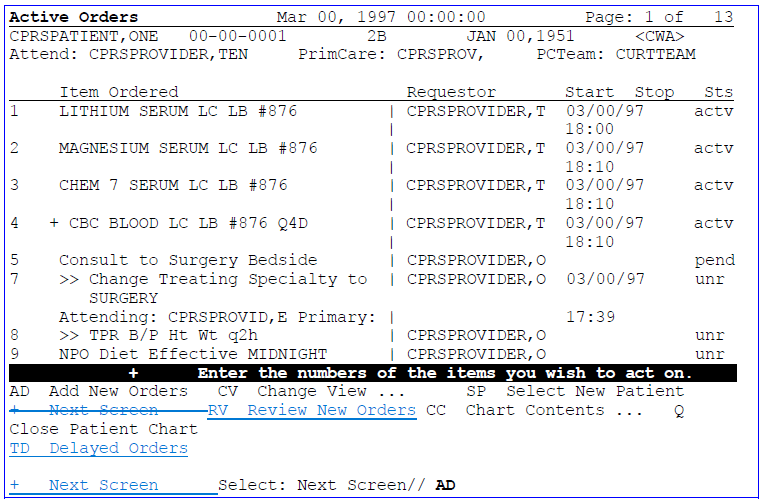 Active Orders Mar 00, 1997 00:00:00 Page: 1 of 13
CPRSPATIENT,ONE 00-00-0001 2B JAN 00,1951 <CWA>
Attend: CPRSPROVIDER,TEN PrimCare: CPRSPROV, PCTeam: CURTTEAM
Item Ordered Requestor Start Stop Sts
1 LITHIUM SERUM LC LB #876 | CPRSPROVIDER,T 03/00/97 actv
| 18:00
2 MAGNESIUM SERUM LC LB #876 | CPRSPROVIDER,T 03/00/97 actv
| 18:10
3 CHEM 7 SERUM LC LB #876 | CPRSPROVIDER,T 03/00/97 actv
| 18:10
4 + CBC BLOOD LC LB #876 Q4D | CPRSPROVIDER,T 03/00/97 actv
| 18:10
5 Consult to Surgery Bedside | CPRSPROVIDER,O pend
7 >> Change Treating Specialty to | CPRSPROVIDER,O 03/00/97 unr
SURGERY
Attending: CPRSPROVID,E Primary: | 17:39
8 >> TPR B/P Ht Wt q2h | CPRSPROVIDER,O unr
9 NPO Diet Effective MIDNIGHT | CPRSPROVIDER,O unr
+ Enter the numbers of the items you wish to act on.
AD Add New Orders CV Change View ... SP Select New Patient
+ Next Screen RV Review New Orders CC Chart Contents ... Q
Close Patient Chart
TD Delayed Orders
+ Next Screen Select: Next Screen// AD